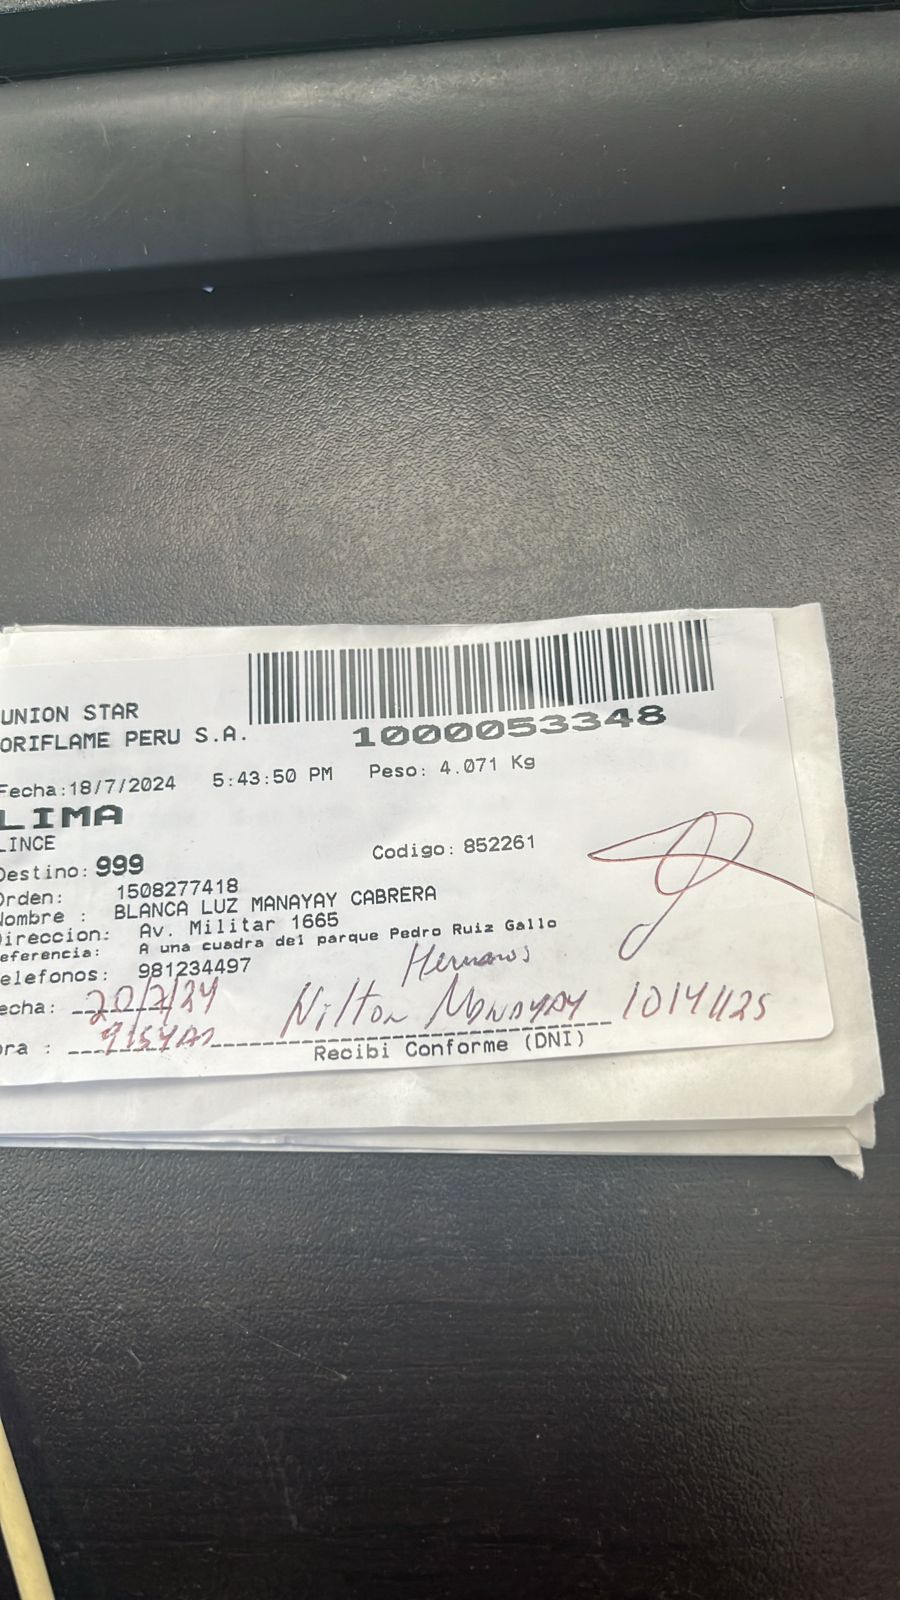 UNION STAR
ORIFLAME PERU S.A.
1000053348
Fecha:18/7/2024 5:43:50 PM Peso: 4.071 Kg
LIMA
LINCE
Destino: 999 Codigo: 852261
Orden: 1508277418
Nombre : BLANCA LUZ MANAYAY CABRERA
Direccion: Av. Militar 1665
eferencia: A una cuadra del parque Pedro Ruiz Gallo
elefonos: 981234497
Hermanos
echa: 20/7/24 Nilton MANAYAY 10141125
ora :
Recibi Conforme (DNI)